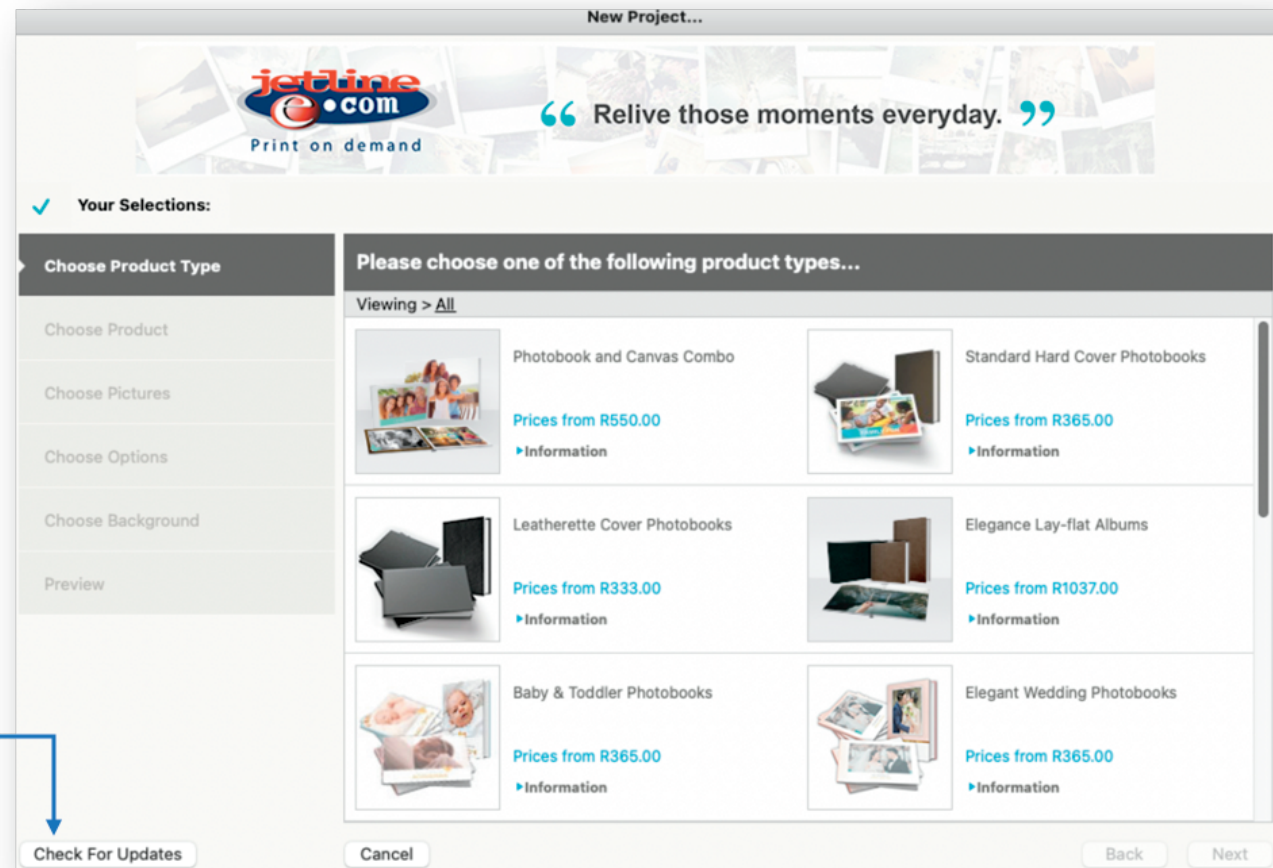 New Project...
jetline
e.com
Print on demand
“ Relive those moments everyday. ”
Your Selections:
Choose Product Type
Choose Product
Choose Pictures
Choose Options
Choose Background
Preview
Please choose one of the following product types...
Viewing > All
Photobook and Canvas Combo
Prices from R550.00
Information
Standard Hard Cover Photobooks
Prices from R365.00
Information
Leatherette Cover Photobooks
Prices from R333.00
Information
Elegance Lay-flat Albums
Prices from R1037.00
Information
Baby & Toddler Photobooks
Prices from R365.00
Information
Elegant Wedding Photobooks
Prices from R365.00
Information
Check For Updates
Cancel
Back
Next